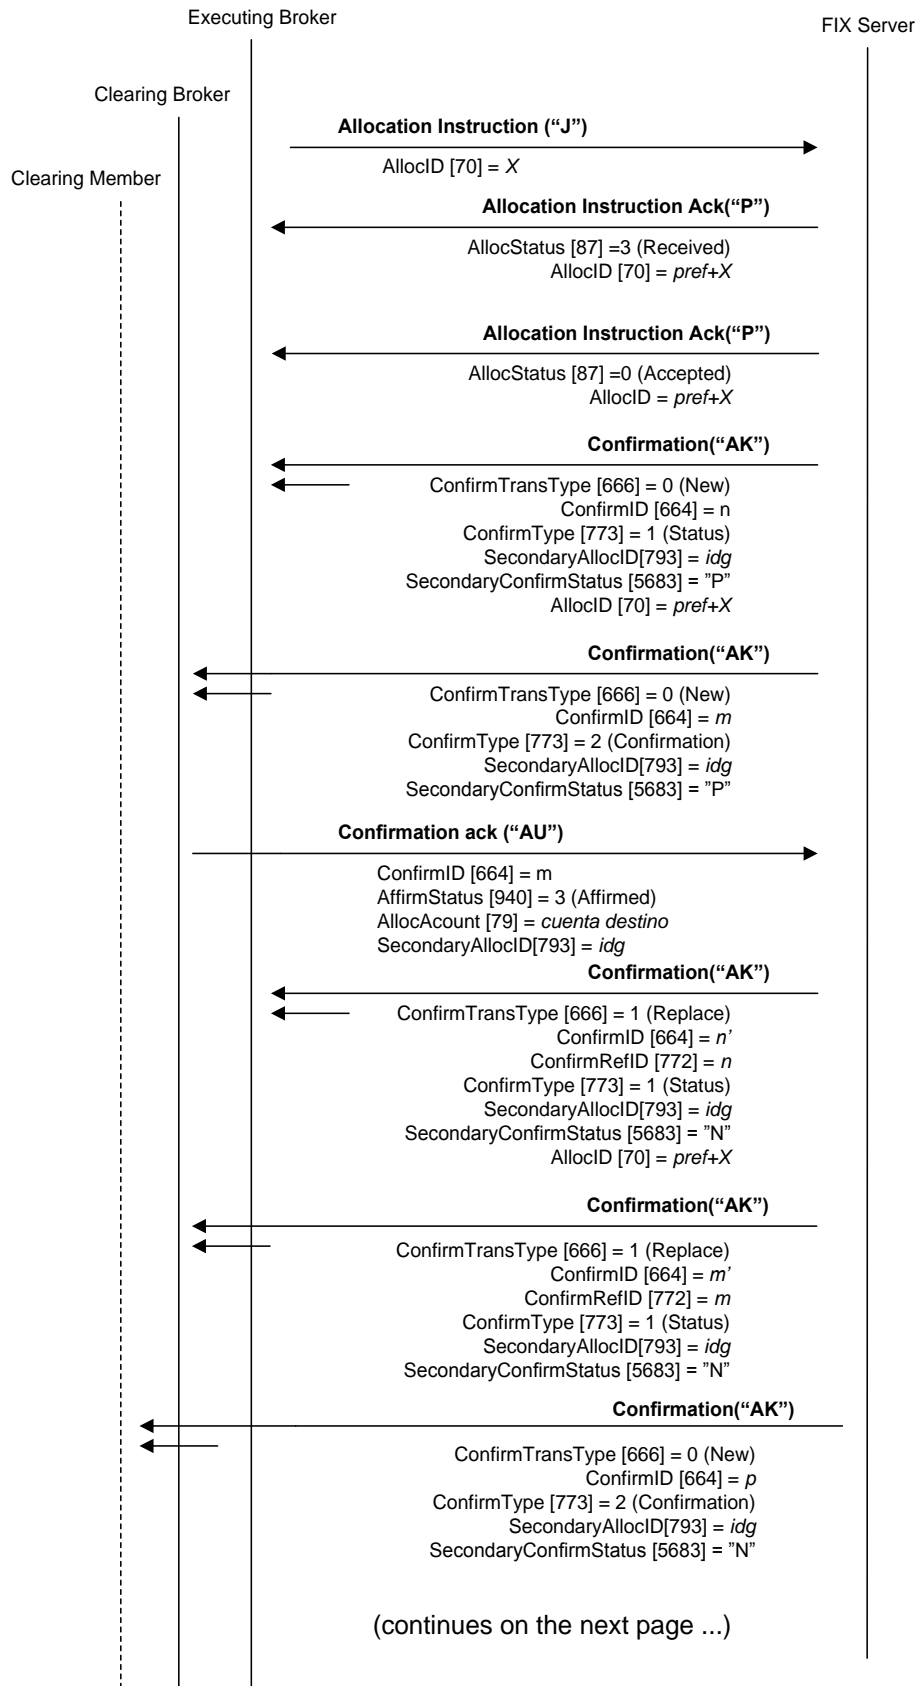 Executing Broker
FIX Server
Clearing Broker
Allocation Instruction (“J”)
AllocID [70] = X
Clearing Member
Allocation Instruction Ack(“P”)
AllocStatus [87] =3 (Received)
AllocID [70] = pref+X
Allocation Instruction Ack(“P”)
AllocStatus [87] =0 (Accepted)
AllocID = pref+X
Confirmation(“AK”)
ConfirmTransType [666] = 0 (New)
ConfirmID [664] = n
ConfirmType [773] = 1 (Status)
SecondaryAllocID[793] = idg
SecondaryConfirmStatus [5683] = ”P”
AllocID [70] = pref+X
Confirmation(“AK”)
ConfirmTransType [666] = 0 (New)
ConfirmID [664] = m
ConfirmType [773] = 2 (Confirmation)
SecondaryAllocID[793] = idg
SecondaryConfirmStatus [5683] = ”P”
Confirmation ack (“AU”)
ConfirmID [664] = m
AffirmStatus [940] = 3 (Affirmed)
AllocAcount [79] = cuenta destino
SecondaryAllocID[793] = idg
Confirmation(“AK”)
ConfirmTransType [666] = 1 (Replace)
ConfirmID [664] = n’
ConfirmRefID [772] = n
ConfirmType [773] = 1 (Status)
SecondaryAllocID[793] = idg
SecondaryConfirmStatus [5683] = ”N”
AllocID [70] = pref+X
Confirmation(“AK”)
ConfirmTransType [666] = 1 (Replace)
ConfirmID [664] = m’
ConfirmRefID [772] = m
ConfirmType [773] = 1 (Status)
SecondaryAllocID[793] = idg
SecondaryConfirmStatus [5683] = ”N”
Confirmation(“AK”)
ConfirmTransType [666] = 0 (New)
ConfirmID [664] = p
ConfirmType [773] = 2 (Confirmation)
SecondaryAllocID[793] = idg
SecondaryConfirmStatus [5683] = ”N”
(continues on the next page ...)